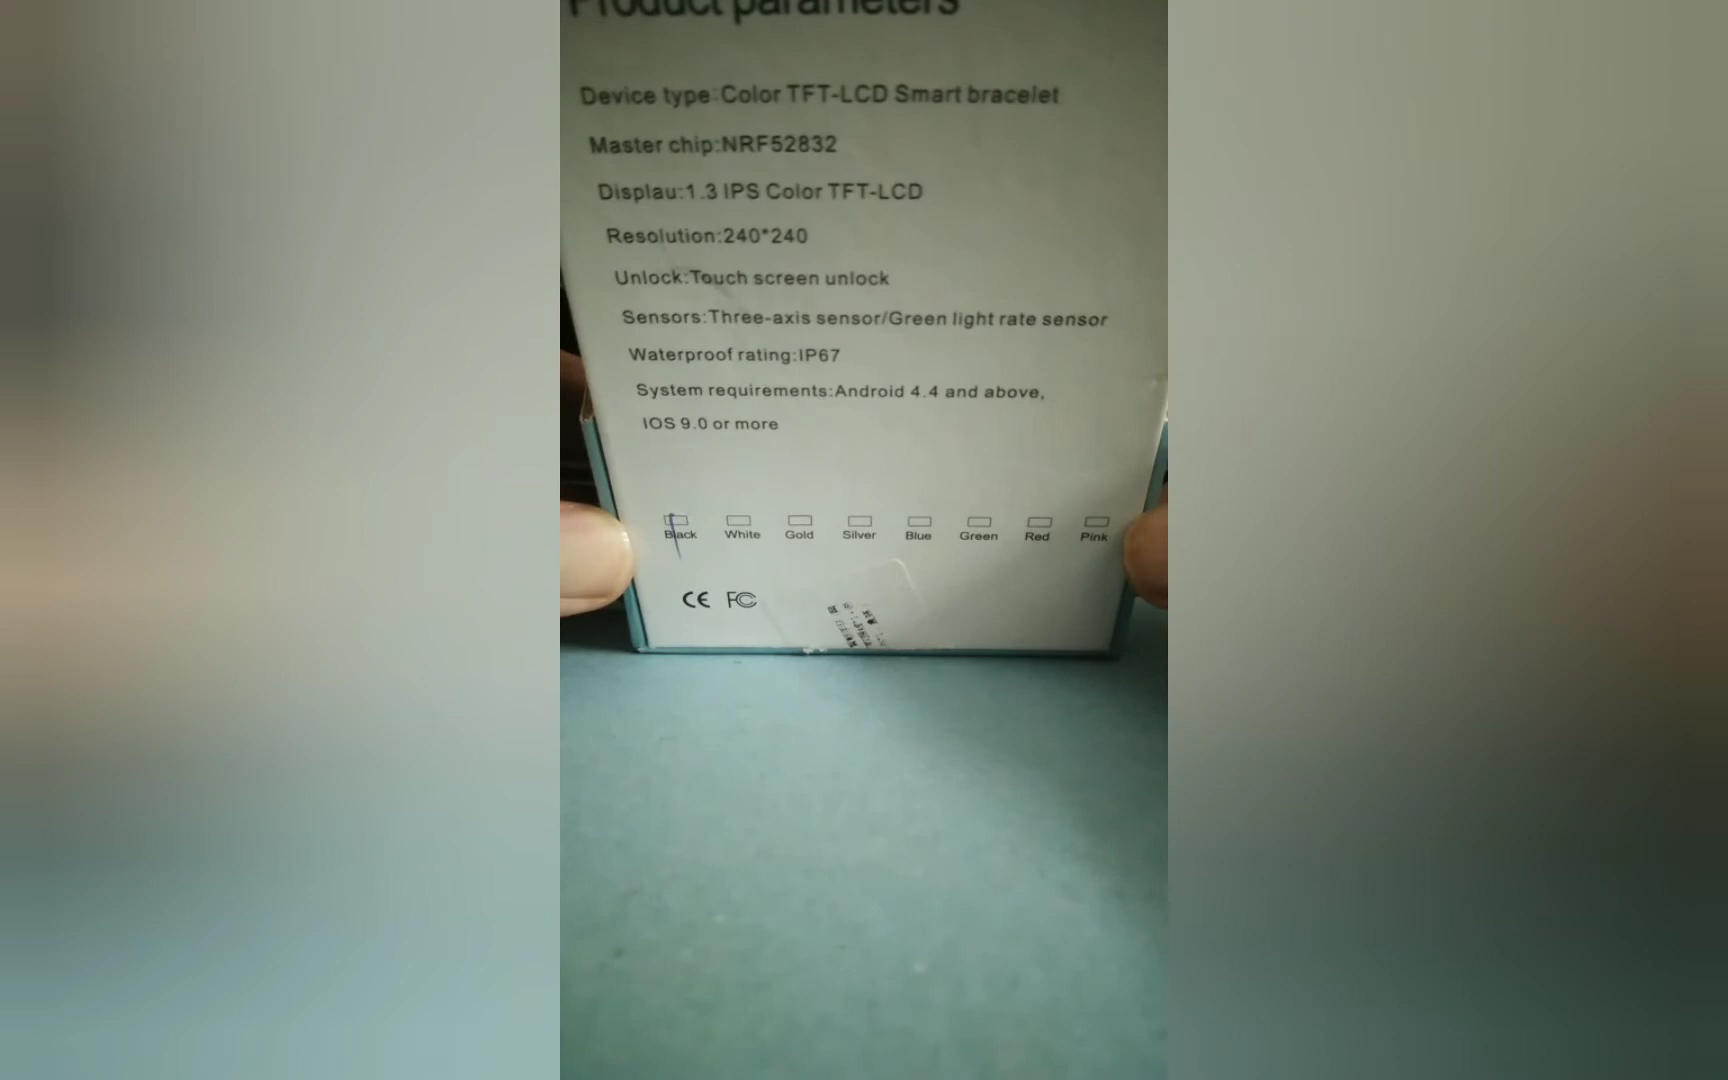 Product parameters
Device type:Color TFT-LCD Smart bracelet
Master chip:NRF52832
Displau:1.3 IPS Color TFT-LCD
Resolution:240*240
Unlock:Touch screen unlock
Sensors:Three-axis sensor/Green light rate sensor
Waterproof rating:IP67
System requirements:Android 4.4 and above,
IOS 9.0 or more
Black White Gold Silver Blue Green Red Pink
CE FC